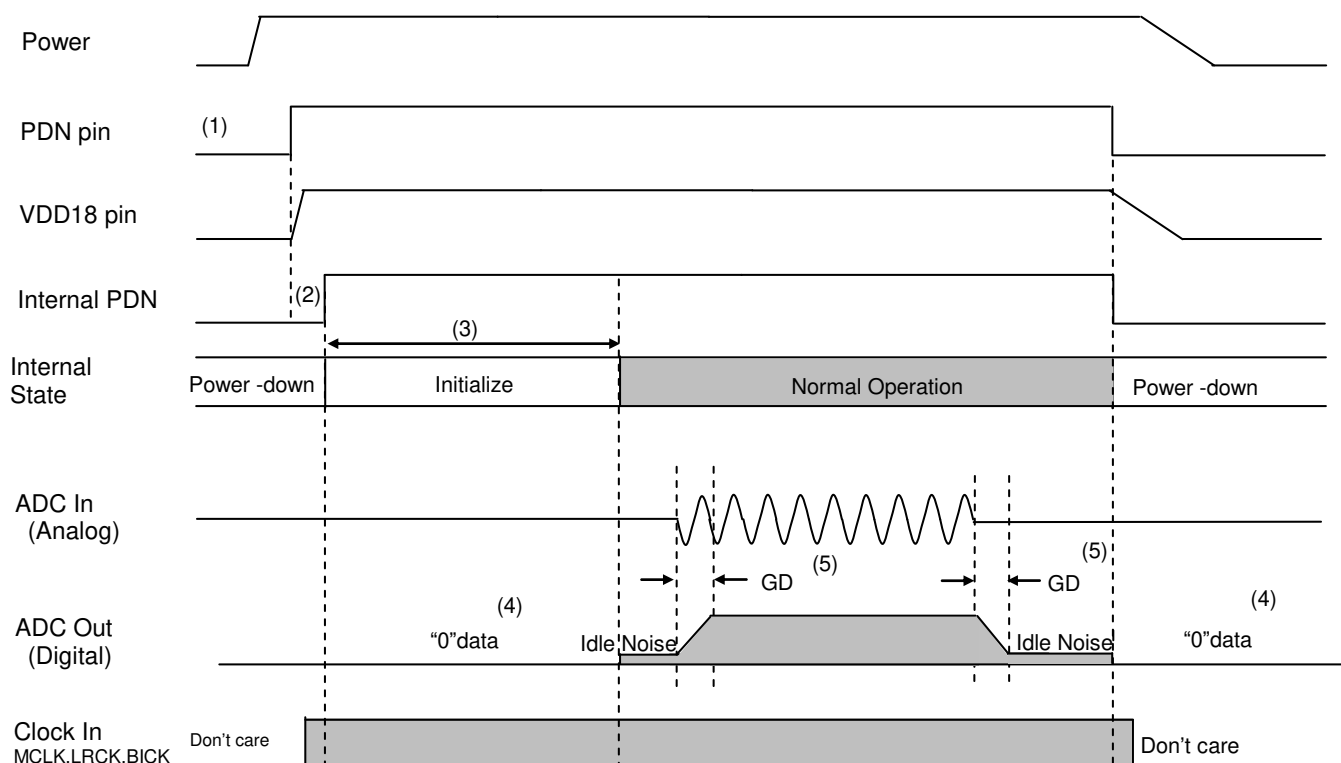 Power
PDN pin
(1)
VDD18 pin
Internal PDN
(2)
(3)
Internal
State
Power -down
Initialize
Normal Operation
Power -down
ADC In
(Analog)
(5)
(5)
GD
GD
(4)
(4)
ADC Out
(Digital)
“0”data
Idle Noise
Idle Noise
“0”data
Clock In
MCLK,LRCK,BICK
Don’t care
Don’t care